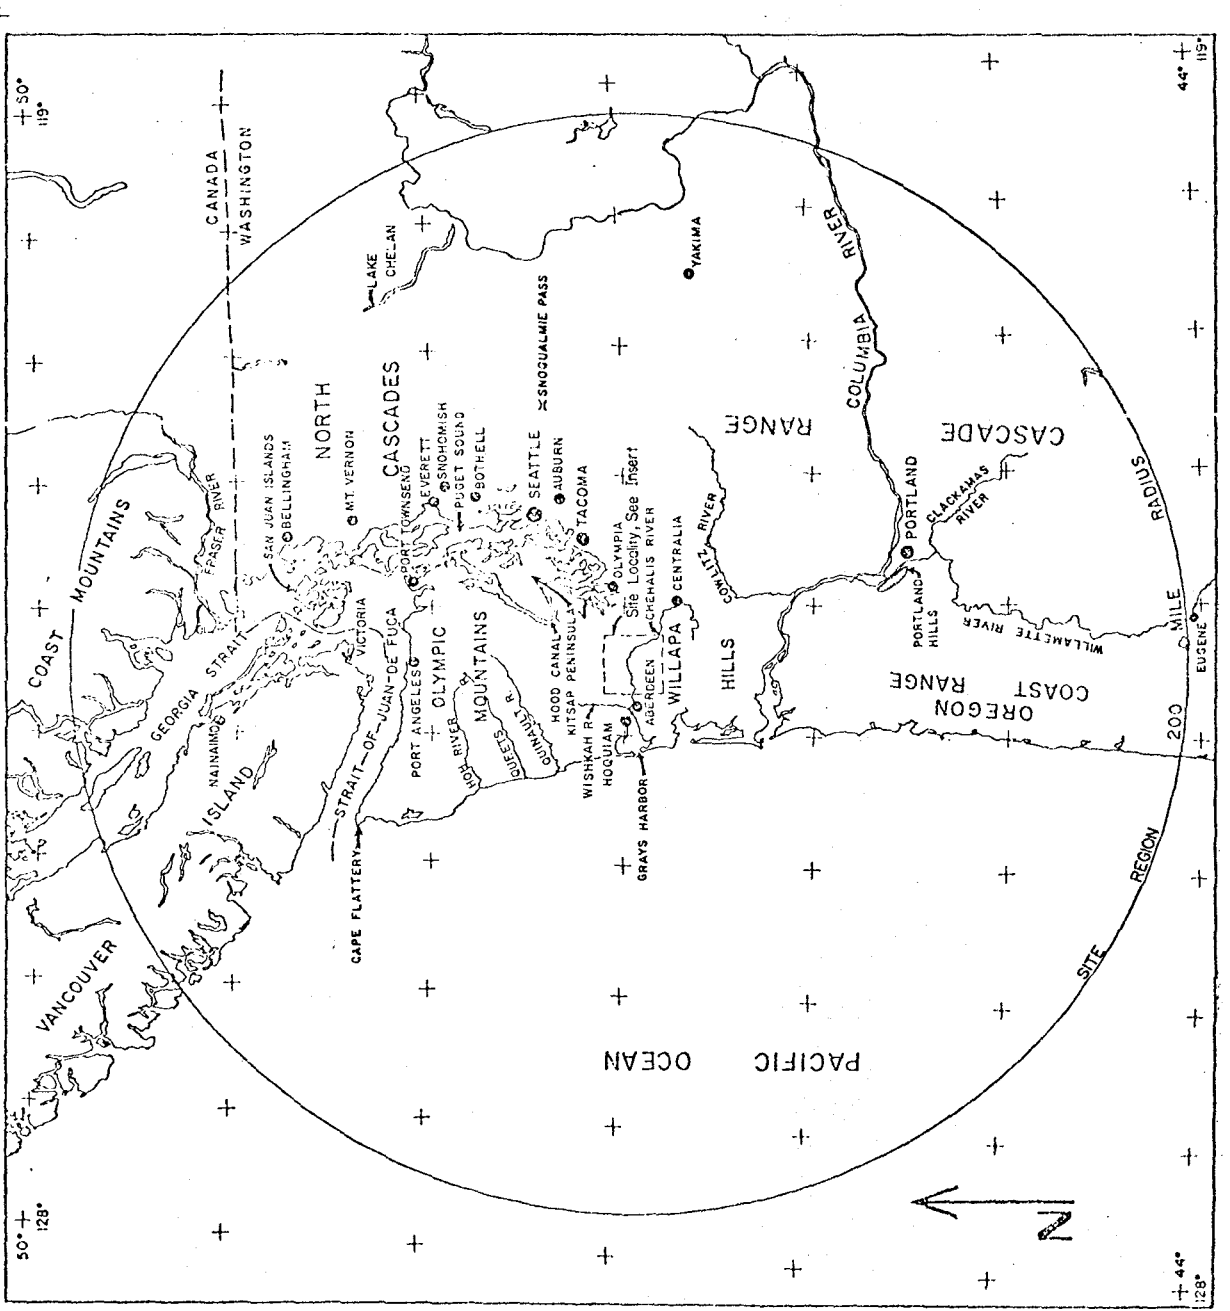 50°
119°
44°
119°
CANADA
WASHINGTON
LAKE
CHELAN
COLUMBIA RIVER
YAKIMA
SNOQUALMIE PASS
NORTH
CASCADES
CASCADE
RANGE
COAST MOUNTAINS
FRASER RIVER
SAN JUAN ISLANDS
BELLINGHAM
MT. VERNON
PORT TOWNSEND
EVERETT
SNOHOMISH
PUGET SOUND
BOTHELL
SEATTLE
AUBURN
TACOMA
OLYMPIA
Site Locality, See Insert
CHEHALIS RIVER
CENTRALIA
COWLITZ RIVER
PORTLAND
CLACKAMAS
RIVER
PORTLAND
HILLS
WILLAMETTE RIVER
EUGENE
GEORGIA STRAIT
VICTORIA
NANAIMO
STRAIT OF JUAN DE FUCA
PORT ANGELES
OLYMPIC
MOUNTAINS
HOH RIVER
QUEETS R.
QUINAULT R.
HOOD CANAL
KITSAP PENINSULA
WISHKAH R.
HOQUIAM
ABERDEEN
WILLAPA
HILLS
GRAYS HARBOR
CAPE FLATTERY
OREGON
COAST
RANGE
VANCOUVER
ISLAND
PACIFIC
OCEAN
SITE REGION 200 MILE RADIUS
N
50°
128°
44°
128°